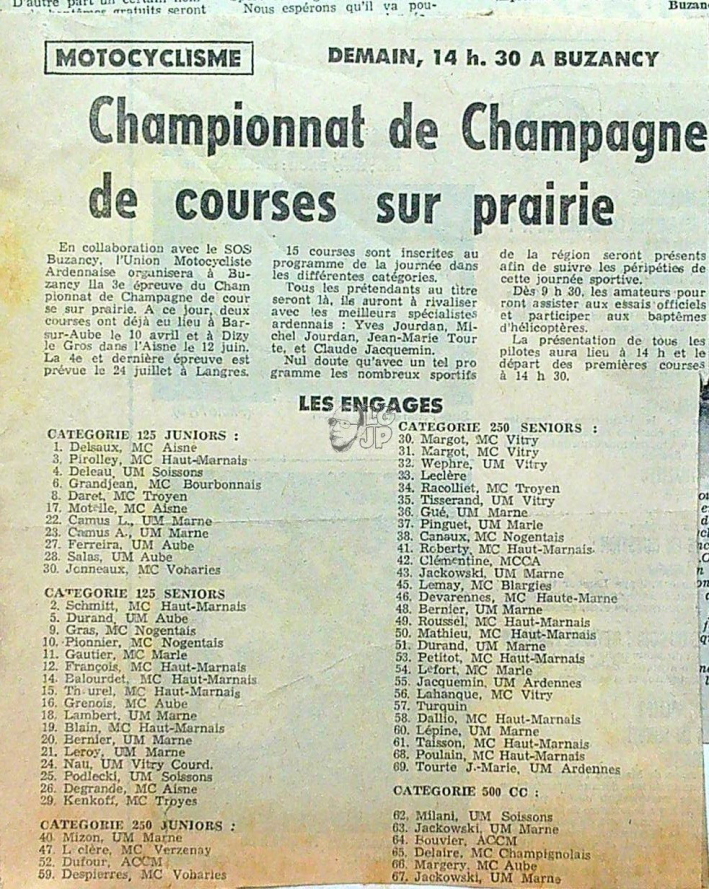 D'autre part un certain nom
baptêmes gratuits seront
Nous espérons qu'il va pou-
Buzan
MOTOCYCLISME
DEMAIN, 14 h. 30 A BUZANCY
Championnat de Champagne
de courses sur prairie
En collaboration avec le SOS
Buzancy, l'Union Motocycliste
Ardennaise organisera à Bu-
zancy lla 3e épreuve du Cham
pionnat de Champagne de cour
se sur prairie. A ce jour, deux
courses ont déjà eu lieu à Bar-
sur-Aube le 10 avril et à Dizy
le Gros dans l'Aisne le 12 juin.
La 4e et dernière épreuve est
prévue le 24 juillet à Langres.
15 courses sont inscrites au
programme de la journée dans
les différentes catégories.
Tous les prétendants au titre
seront là, ils auront à rivaliser
avec les meilleurs spécialistes
ardennais : Yves Jourdan, Mi-
chel Jourdan, Jean-Marie Tour
te, et Claude Jacquemin.
Nul doute qu'avec un tel pro
gramme les nombreux sportifs
de la région seront présents
afin de suivre les péripéties de
cette journée sportive.
Dès 9 h 30, les amateurs pour
ront assister aux essais officiels
et participer aux baptêmes
d'hélicoptères.
La présentation de tous les
pilotes aura lieu à 14 h et le
départ des premières courses
à 14 h 30.
LES ENGAGES
LG
JP
CATEGORIE 125 JUNIORS :
1. Delsaux, MC Aisne
3. Pirolley, MC Haut-Marnais
4. Deleau, UM Soissons
6. Grandjean, MC Bourbonnais
8. Daret, MC Troyen
17. Motelle, MC Aisne
22. Camus L., UM Marne
23. Camus A., UM Marne
27. Ferreira, UM Aube
28. Salas, UM Aube
30. Jonneaux, MC Voharies
CATEGORIE 125 SENIORS
2. Schmitt, MC Haut-Marnais
5. Durand, UM Aube
9. Gras, MC Nogentais
10. Pionnier, MC Nogentais
11. Gautier, MC Marle
12. François, MC Haut-Marnais
14. Balourdet, MC Haut-Marnais
15. Thurel, MC Haut-Marnais
16. Grenois, MC Aube
18. Lambert, UM Marne
19. Blain, MC Haut-Marnais
20. Bernier, UM Marne
21. Leroy, UM Marne
24. Nau, UM Vitry Courd.
25. Podlecki, UM Soissons
26. Degrande, MC Aisne
29. Kenkoff, MC Troyes
CATEGORIE 250 JUNIORS :
40. Mizon, UM Marne
47. L clère, MC Verzenay
52. Dufour, ACCM
59. Despierres, MC Voharies
CATEGORIE 250 SENIORS :
30. Margot, MC Vitry
31. Margot, MC Vitry
32. Wephre, UM Vitry
33. Leclère
34. Racolliet, MC Troyen
35. Tisserand, UM Vitry
36. Gué, UM Marne
37. Pinguet, UM Marle
38. Canaux, MC Nogentais
41. Roberty, MC Haut-Marnais
42. Clémentine, MCCA
43. Jackowski, UM Marne
45. Lemay, MC Blargies
46. Devarennes, MC Haute-Marne
48. Bernier, UM Marne
49. Roussel, MC Haut-Marnais
50. Mathieu, MC Haut-Marnais
51. Durand, UM Marne
53. Petitot, MC Haut-Marnais
54. Lefort, MC Marle
55. Jacquemin, UM Ardennes
56. Lahanque, MC Vitry
57. Turquin
58. Dallio, MC Haut-Marnais
60. Lépine, UM Marne
61. Taisson, MC Haut-Marnais
68. Poulain, MC Haut-Marnais
69. Tourte J.-Marie, UM Ardennes
CATEGORIE 500 CC :
62. Milani, UM Soissons
63. Jackowski, UM Marne
64. Bouvier, ACCM
65. Delaire, MC Champignolais
66. Margery, MC Aube
67. Jackowski, UM Marne